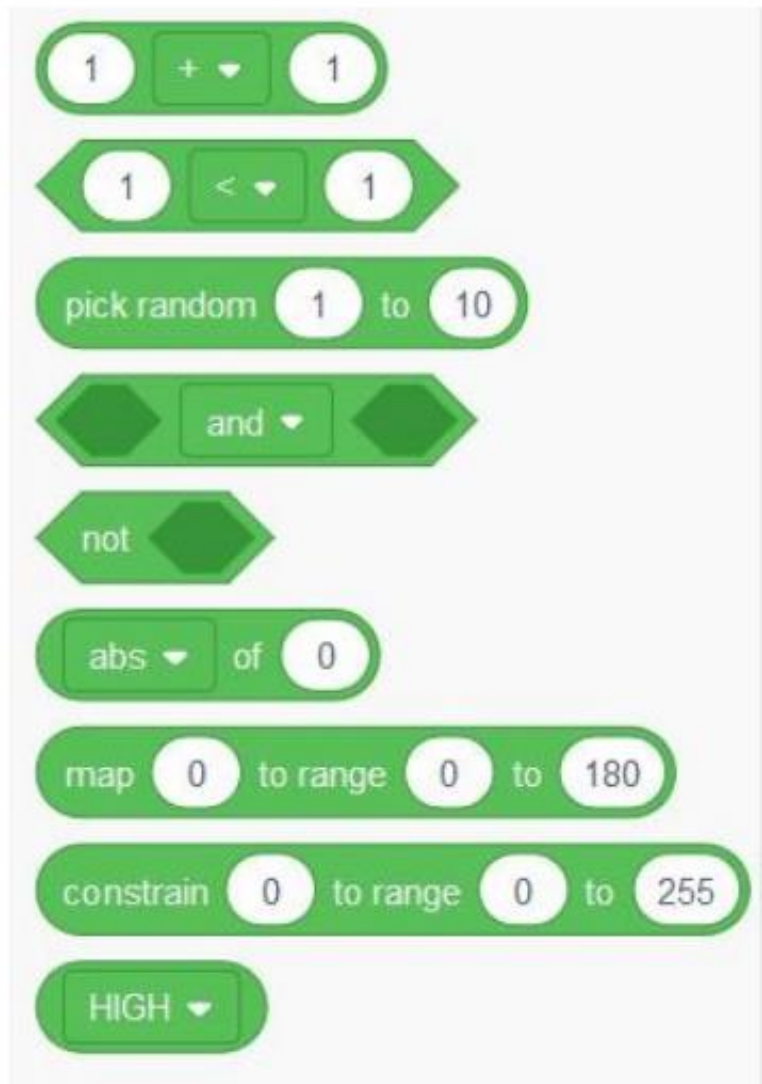 1 + 1
1 < 1
pick random 1 to 10
and
not
abs of 0
map 0 to range 0 to 180
constrain 0 to range 0 to 255
HIGH